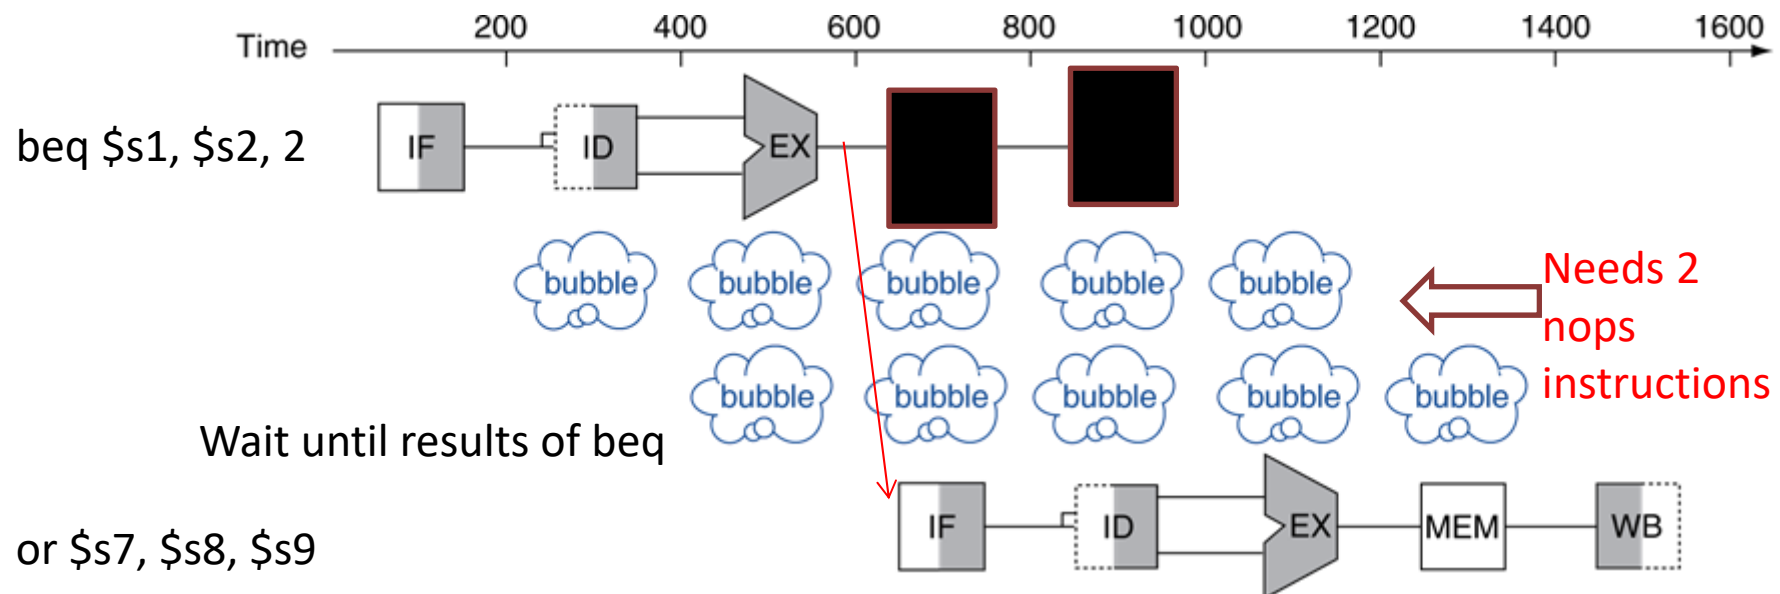 Time 200 400 600 800 1000 1200 1400 1600
beq $s1, $s2, 2 IF ID EX
bubble bubble bubble bubble bubble
Needs 2
nops
instructions
bubble bubble bubble bubble bubble
Wait until results of beq
or $s7, $s8, $s9 IF ID EX MEM WB